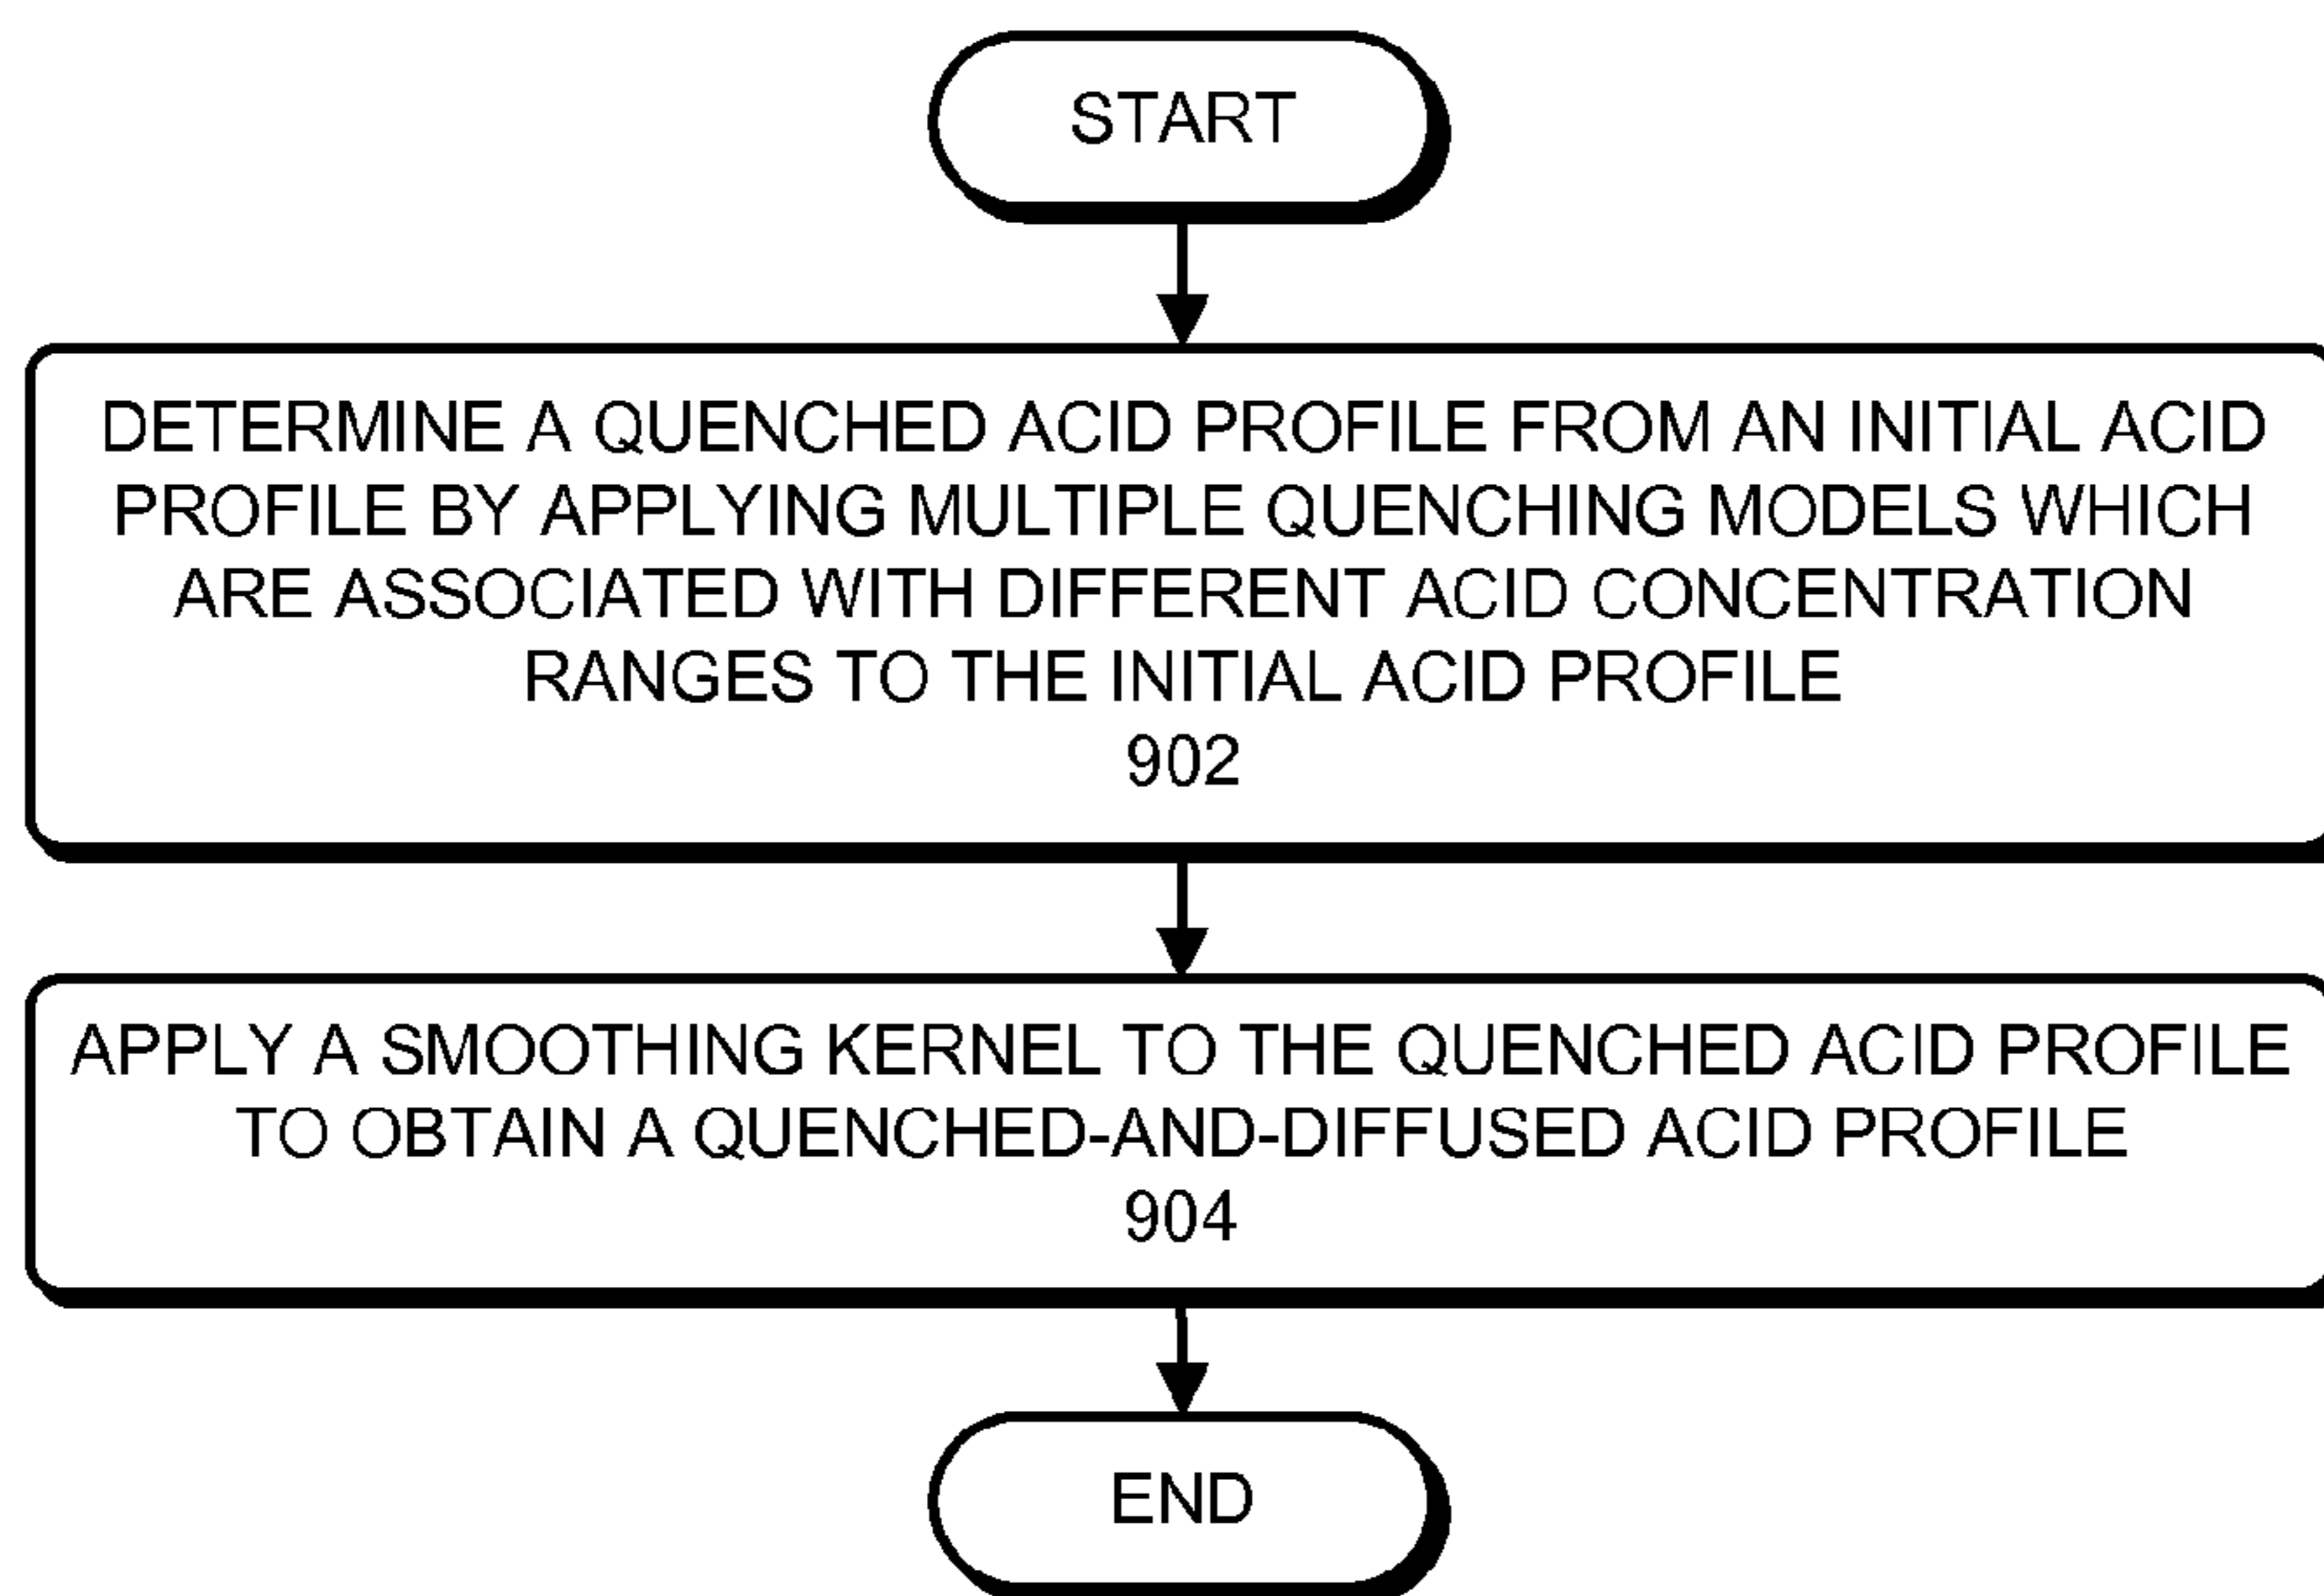 START
DETERMINE A QUENCHED ACID PROFILE FROM AN INITIAL ACID
PROFILE BY APPLYING MULTIPLE QUENCHING MODELS WHICH
ARE ASSOCIATED WITH DIFFERENT ACID CONCENTRATION
RANGES TO THE INITIAL ACID PROFILE
902
APPLY A SMOOTHING KERNEL TO THE QUENCHED ACID PROFILE
TO OBTAIN A QUENCHED-AND-DIFFUSED ACID PROFILE
904
END